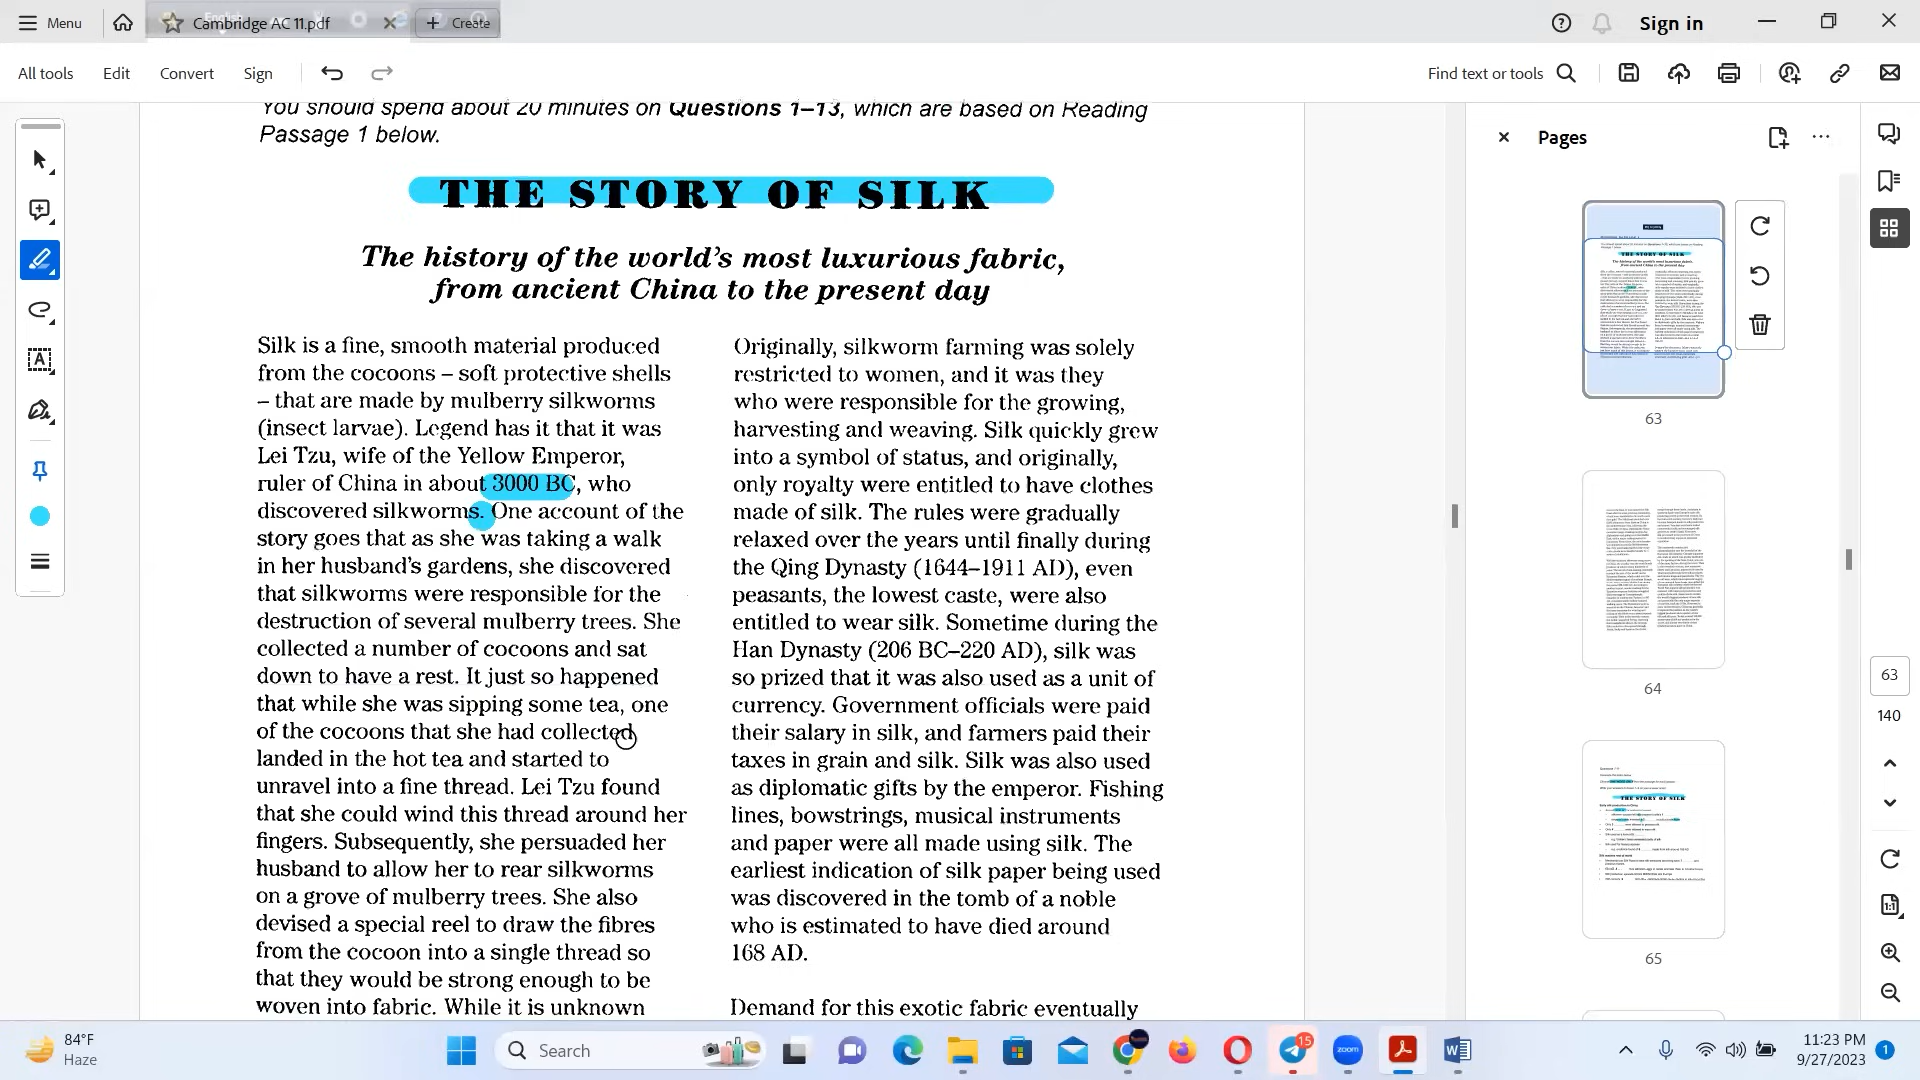 Menu
Cambridge AC 11.pdf
Create
Sign in
All tools
Edit
Convert
Sign
Find text or tools
You should spend about 20 minutes on Questions 1–13, which are based on Reading
Passage 1 below.
THE STORY OF SILK
The history of the world's most luxurious fabric,
from ancient China to the present day
Silk is a fine, smooth material produced
from the cocoons – soft protective shells
– that are made by mulberry silkworms
(insect larvae). Legend has it that it was
Lei Tzu, wife of the Yellow Emperor,
ruler of China in about 3000 BC, who
discovered silkworms. One account of the
story goes that as she was taking a walk
in her husband's gardens, she discovered
that silkworms were responsible for the
destruction of several mulberry trees. She
collected a number of cocoons and sat
down to have a rest. It just so happened
that while she was sipping some tea, one
of the cocoons that she had collected
landed in the hot tea and started to
unravel into a fine thread. Lei Tzu found
that she could wind this thread around her
fingers. Subsequently, she persuaded her
husband to allow her to rear silkworms
on a grove of mulberry trees. She also
devised a special reel to draw the fibres
from the cocoon into a single thread so
that they would be strong enough to be
woven into fabric. While it is unknown
Originally, silkworm farming was solely
restricted to women, and it was they
who were responsible for the growing,
harvesting and weaving. Silk quickly grew
into a symbol of status, and originally,
only royalty were entitled to have clothes
made of silk. The rules were gradually
relaxed over the years until finally during
the Qing Dynasty (1644–1911 AD), even
peasants, the lowest caste, were also
entitled to wear silk. Sometime during the
Han Dynasty (206 BC–220 AD), silk was
so prized that it was also used as a unit of
currency. Government officials were paid
their salary in silk, and farmers paid their
taxes in grain and silk. Silk was also used
as diplomatic gifts by the emperor. Fishing
lines, bowstrings, musical instruments
and paper were all made using silk. The
earliest indication of silk paper being used
was discovered in the tomb of a noble
who is estimated to have died around
168 AD.
Demand for this exotic fabric eventually
Pages
THE STORY OF SILK
63
64
THE STORY OF SILK
65
63
140
84°F
Haze
Search
15
zoom
11:23 PM
9/27/2023
1